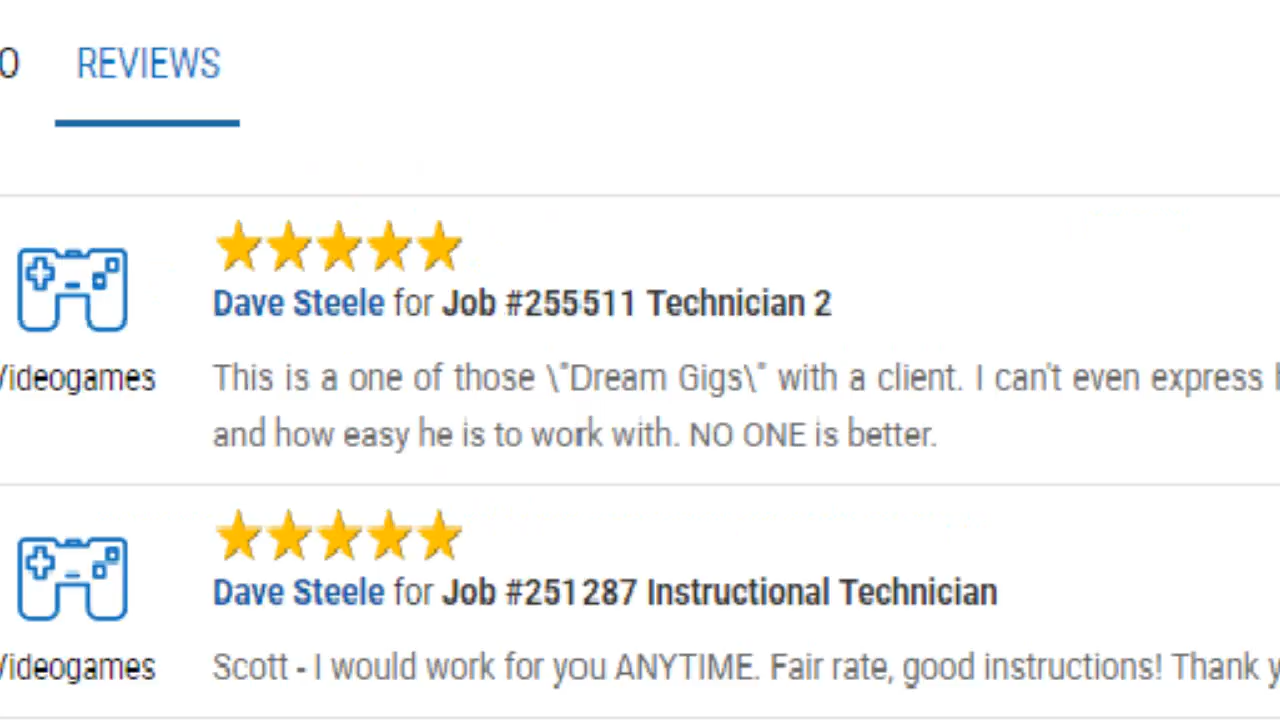 O REVIEWS
Dave Steele for Job #255511 Technician 2
Videogames
This is a one of those \"Dream Gigs\" with a client. I can't even express
and how easy he is to work with. NO ONE is better.
Dave Steele for Job #251287 Instructional Technician
Videogames
Scott - I would work for you ANYTIME. Fair rate, good instructions! Thank